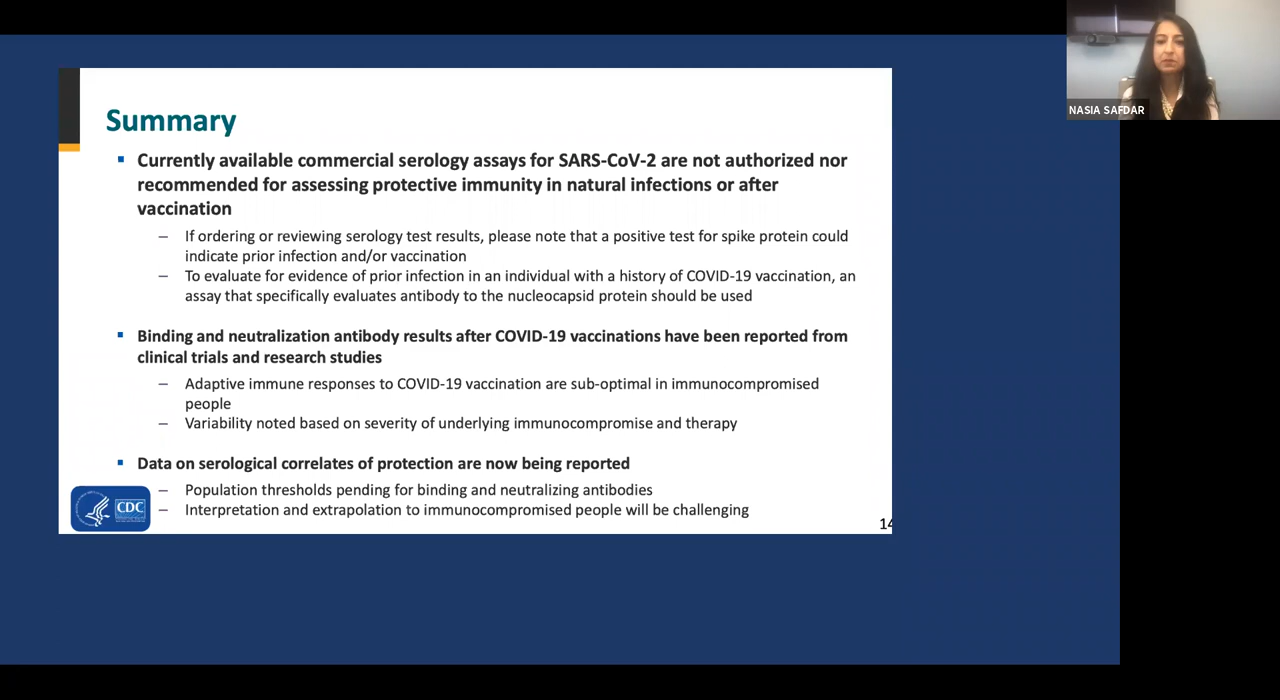 NASIA SAFDAR
Summary
▪ Currently available commercial serology assays for SARS-CoV-2 are not authorized nor
recommended for assessing protective immunity in natural infections or after
vaccination
– If ordering or reviewing serology test results, please note that a positive test for spike protein could
indicate prior infection and/or vaccination
– To evaluate for evidence of prior infection in an individual with a history of COVID-19 vaccination, an
assay that specifically evaluates antibody to the nucleocapsid protein should be used
▪ Binding and neutralization antibody results after COVID-19 vaccinations have been reported from
clinical trials and research studies
– Adaptive immune responses to COVID-19 vaccination are sub-optimal in immunocompromised
people
– Variability noted based on severity of underlying immunocompromise and therapy
▪ Data on serological correlates of protection are now being reported
– Population thresholds pending for binding and neutralizing antibodies
– Interpretation and extrapolation to immunocompromised people will be challenging
CDC
14